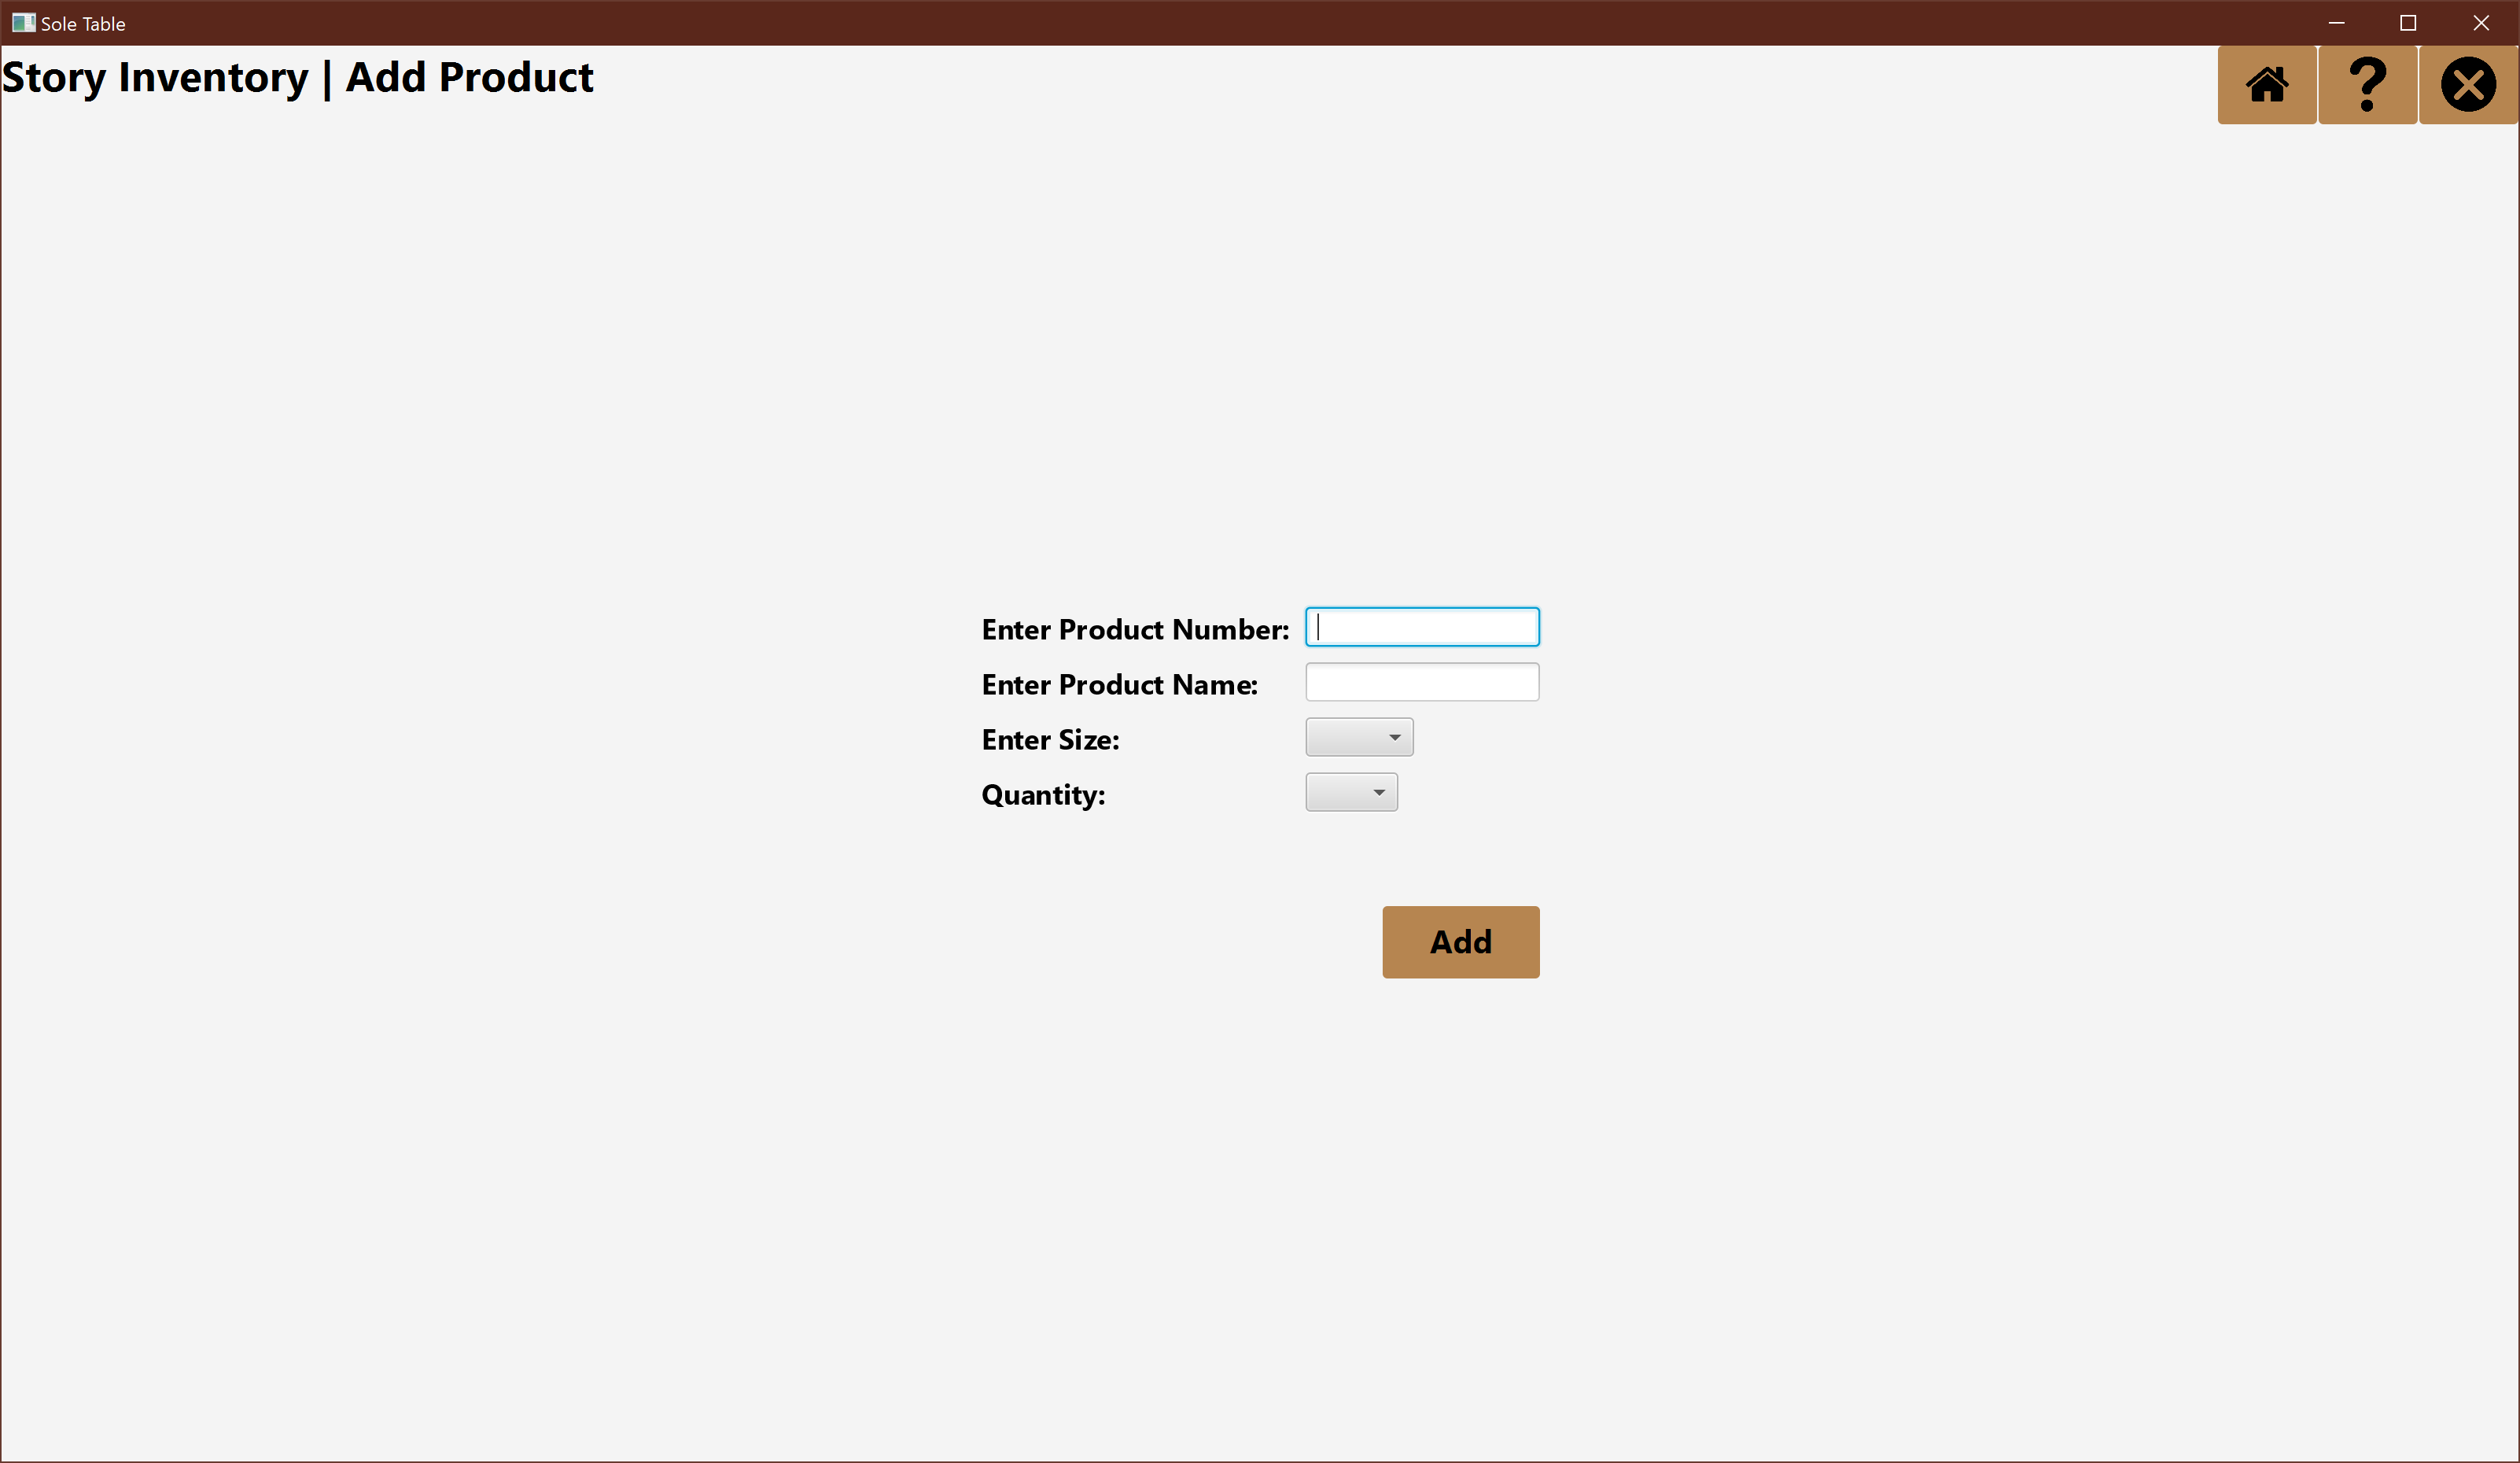 Sole Table
Story Inventory | Add Product
?
Enter Product Number:
Enter Product Name:
Enter Size:
Quantity:
Add